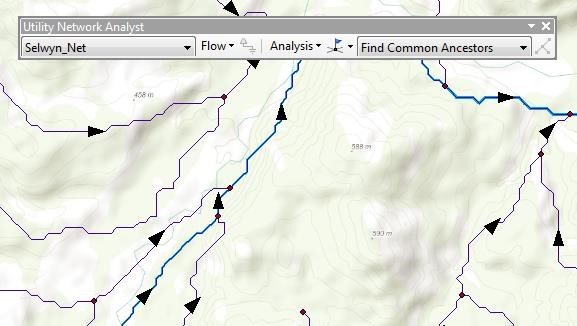 Utility Network Analyst
Selwyn_Net Flow Analysis Find Common Ancestors
458 m
588 m
590 m